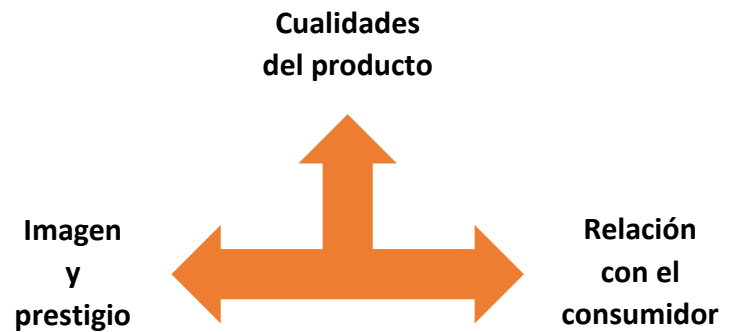 Cualidades
del producto
Imagen
y
prestigio
Relación
con el
consumidor